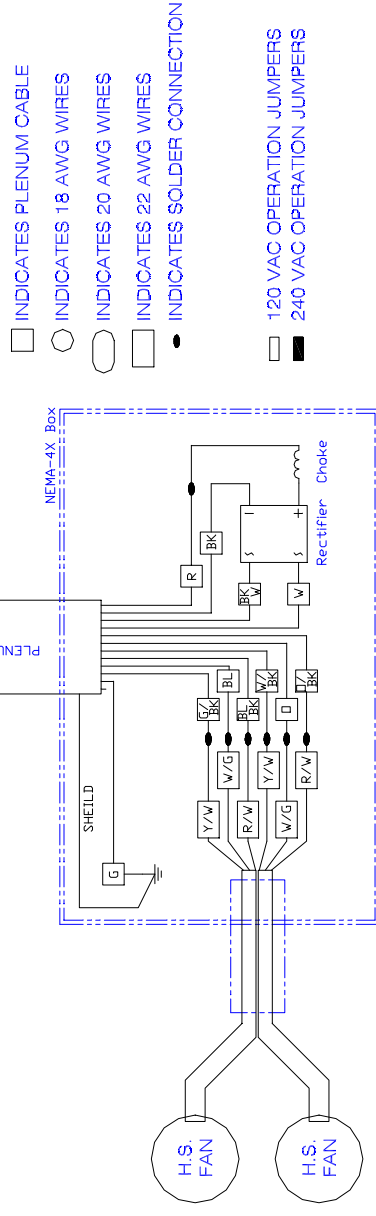 INDICATES PLENUM CABLE
INDICATES 18 AWG WIRES
INDICATES 20 AWG WIRES
INDICATES 22 AWG WIRES
INDICATES SOLDER CONNECTION
120 VAC OPERATION JUMPERS
240 VAC OPERATION JUMPERS
NEMA-4X Box
SHEILD
G
R
BK
BK W
W
Rectifier
Choke
~
−
~
+
G/BK
BL
BL BK
W/BK
O
O/BK
Y/W
W/G
R/W
Y/W
W/G
R/W
H.S. FAN
H.S. FAN